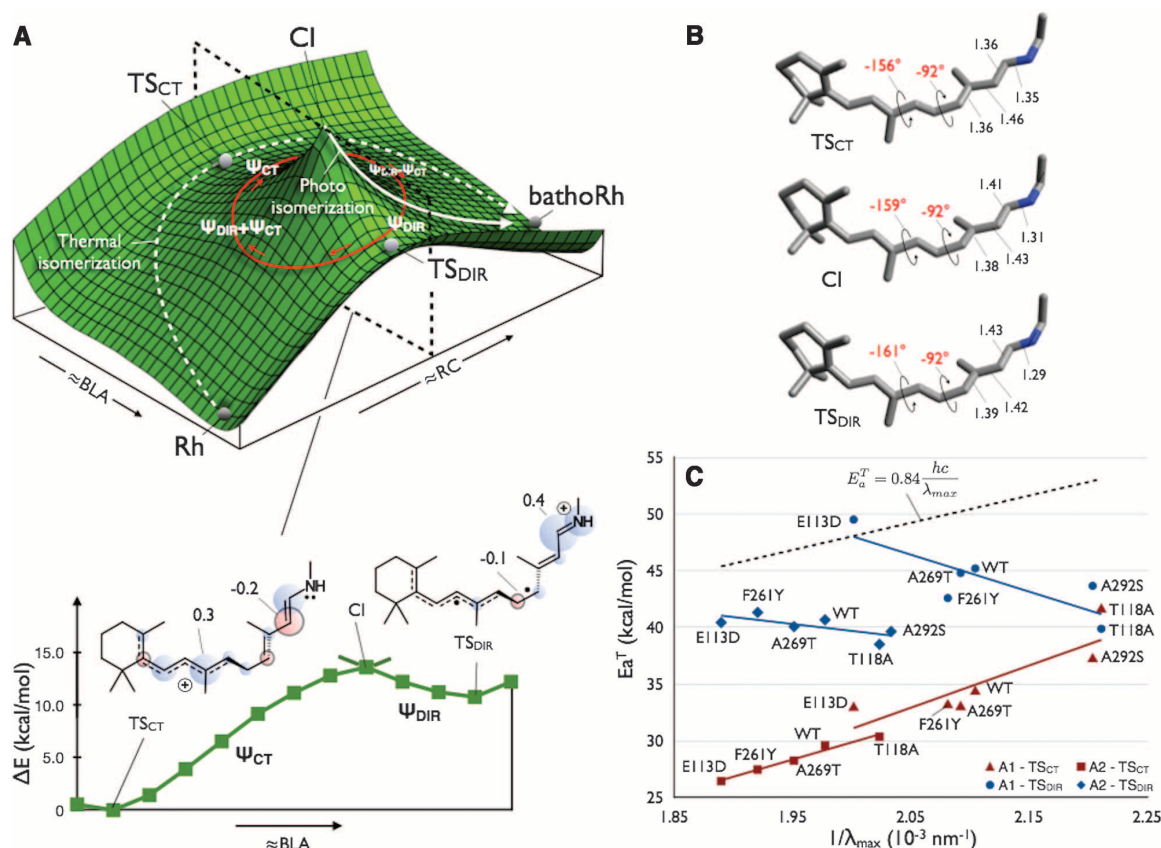 A
CI
TS_CT
Ψ_CT
Ψ_DIR-Ψ_CT
Photo
isomerization
bathoRh
Ψ_DIR+Ψ_CT
Ψ_DIR
Thermal
isomerization
TS_DIR
≈BLA
≈RC
Rh
0.4
⊕
NH
-0.2
-0.1
NH
0.3
CI
TS_DIR
⊕
15.0
10.0
5.0
0
ΔE (kcal/mol)
TS_CT
Ψ_CT
Ψ_DIR
≈BLA
B
-156°
-92°
1.36
1.35
1.46
1.36
TS_CT
-159°
-92°
1.41
1.31
1.43
1.38
CI
-161°
-92°
1.43
1.29
1.42
1.39
TS_DIR
C
E_a^T = 0.84 hc/λ_max
55
50
45
40
35
30
25
Ea^T (kcal/mol)
E113D
WT
A269T
F261Y
A292S
T118A
T118A
A292S
F261Y
WT
E113D
A269T
A292S
T118A
E113D
WT
F261Y
A269T
WT
F261Y
T118A
E113D
A269T
A1 - TS_CT
A2 - TS_CT
A1 - TS_DIR
A2 - TS_DIR
1.85
1.95
2.05
2.15
2.25
1/λ_max (10⁻³ nm⁻¹)